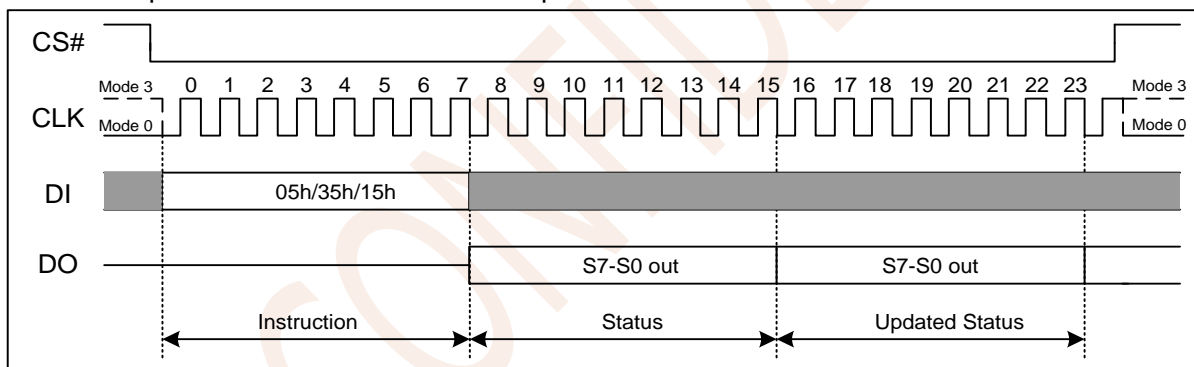 CS#
Mode 3 0 1 2 3 4 5 6 7 8 9 10 11 12 13 14 15 16 17 18 19 20 21 22 23 Mode 3
CLK
Mode 0 Mode 0
DI 05h/35h/15h
DO S7-S0 out S7-S0 out
Instruction Status Updated Status